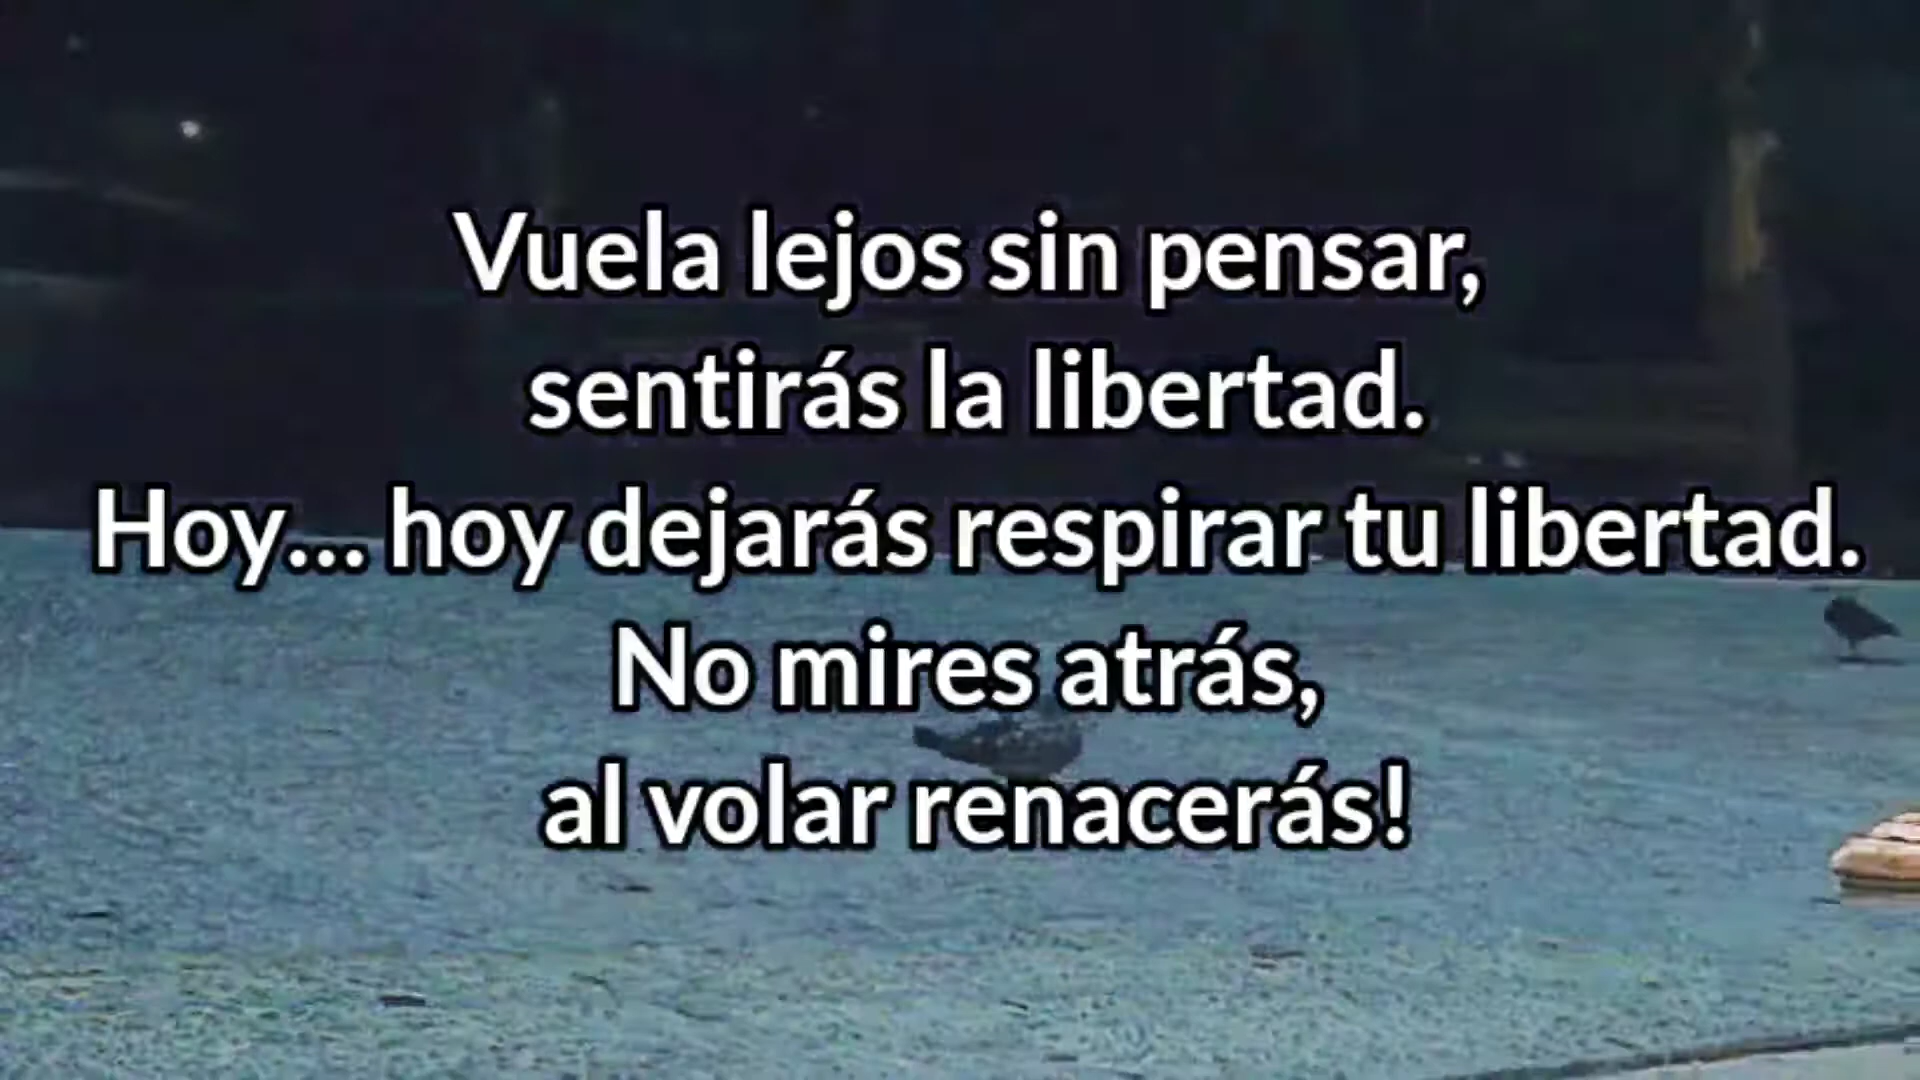 Vuela lejos sin pensar,
sentirás la libertad.
Hoy... hoy dejarás respirar tu libertad.
No mires atrás,
al volar renacerás!